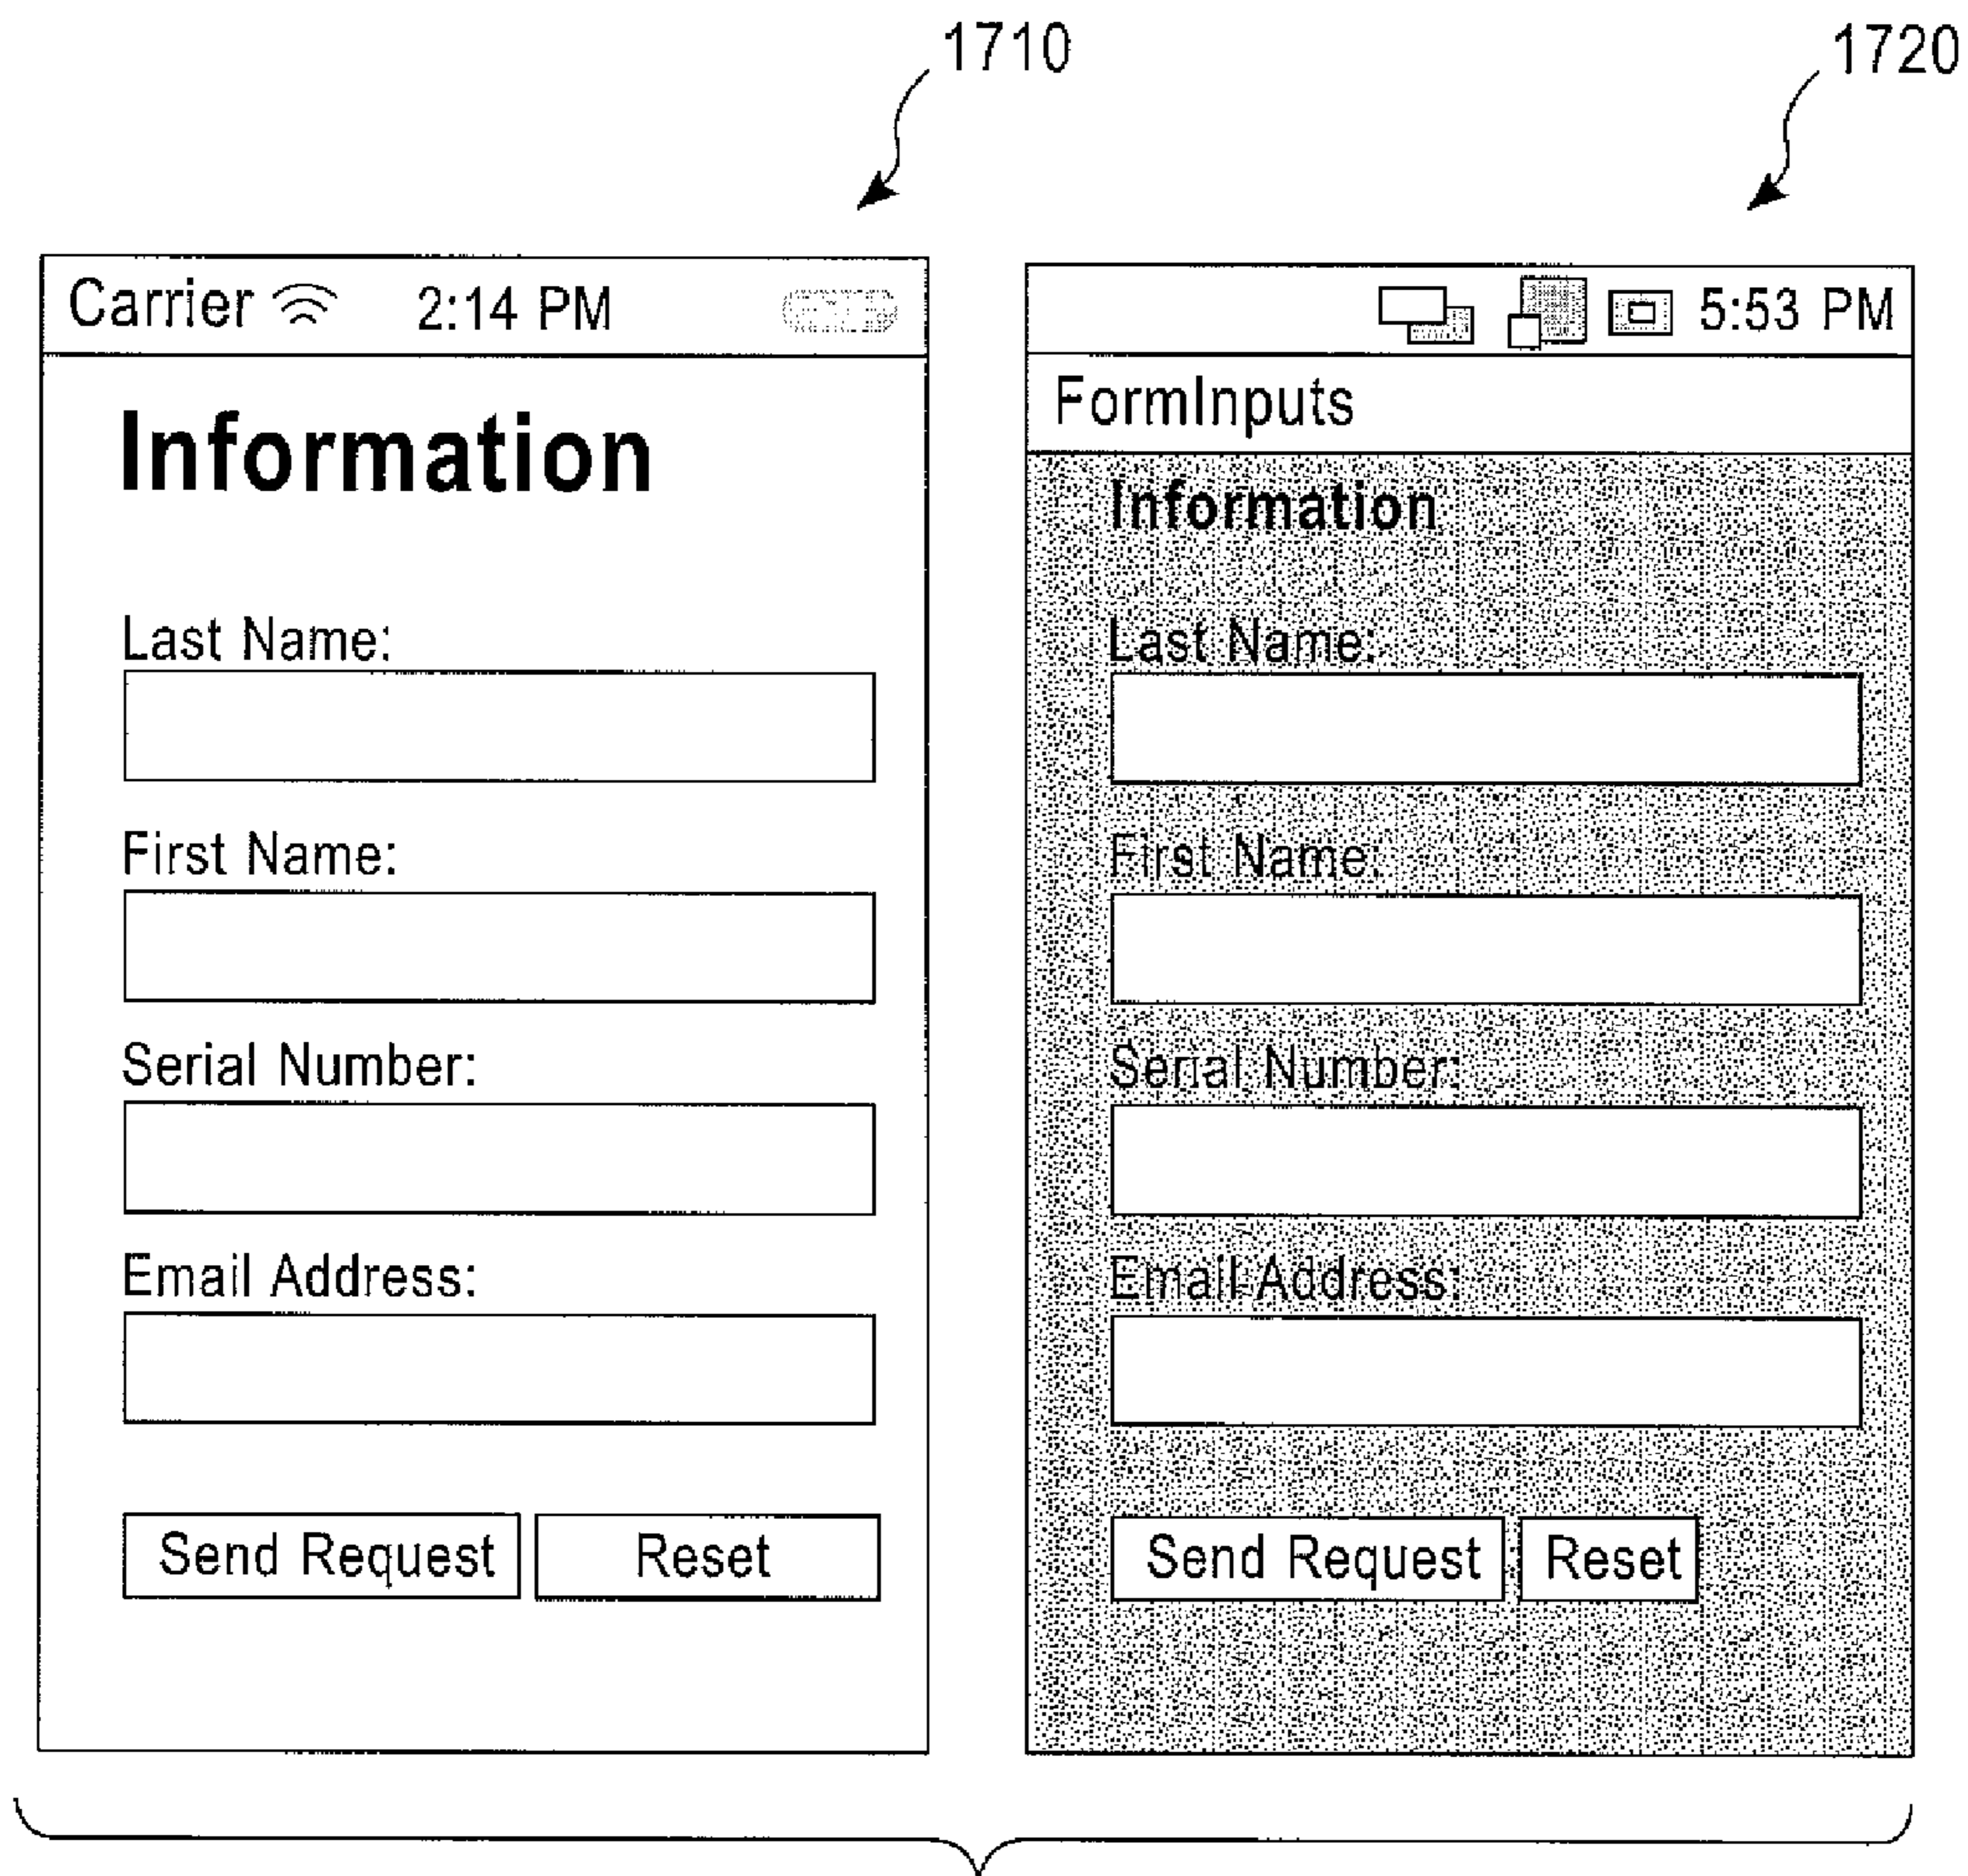 1710
1720
Carrier 2:14 PM
Information
Last Name:
First Name:
Serial Number:
Email Address:
Send Request Reset
5:53 PM
FormInputs
Information
Last Name:
First Name:
Serial Number:
Email Address:
Send Request Reset